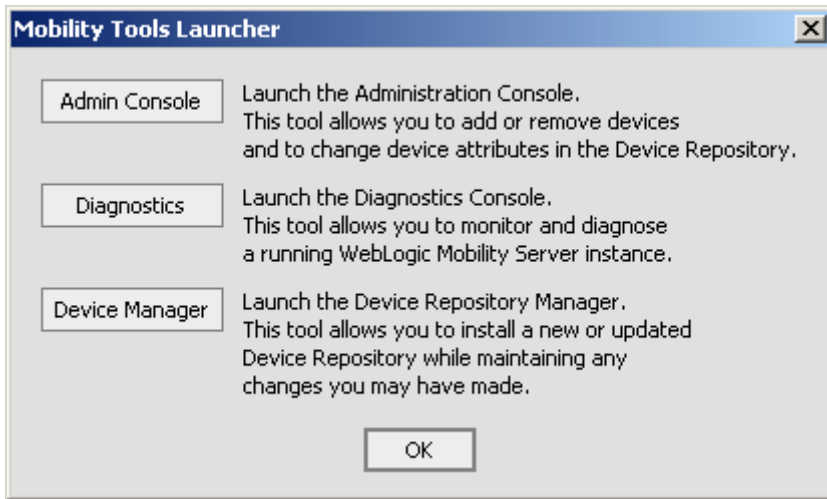 Mobility Tools Launcher
Admin Console
Launch the Administration Console.
This tool allows you to add or remove devices
and to change device attributes in the Device Repository.
Diagnostics
Launch the Diagnostics Console.
This tool allows you to monitor and diagnose
a running WebLogic Mobility Server instance.
Device Manager
Launch the Device Repository Manager.
This tool allows you to install a new or updated
Device Repository while maintaining any
changes you may have made.
OK